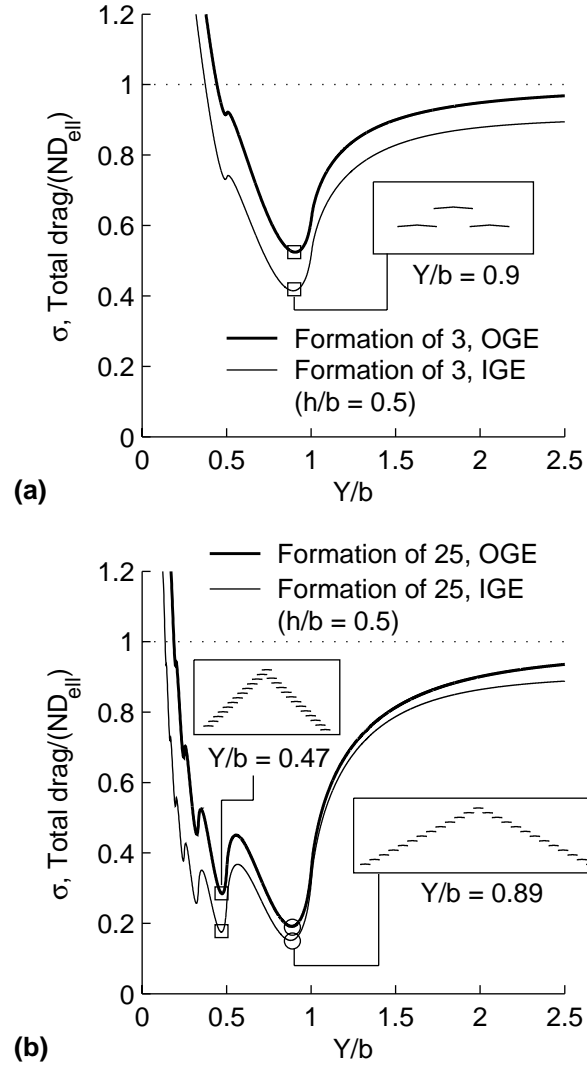 1.2
1
0.8
0.6
0.4
0.2
0
σ, Total drag/(ND_ell)
Y/b = 0.9
Formation of 3, OGE
Formation of 3, IGE
(h/b = 0.5)
0 0.5 1 1.5 2 2.5
Y/b
(a)
Formation of 25, OGE
Formation of 25, IGE
(h/b = 0.5)
1.2
1
0.8
0.6
0.4
0.2
0
σ, Total drag/(ND_ell)
Y/b = 0.47
Y/b = 0.89
0 0.5 1 1.5 2 2.5
Y/b
(b)